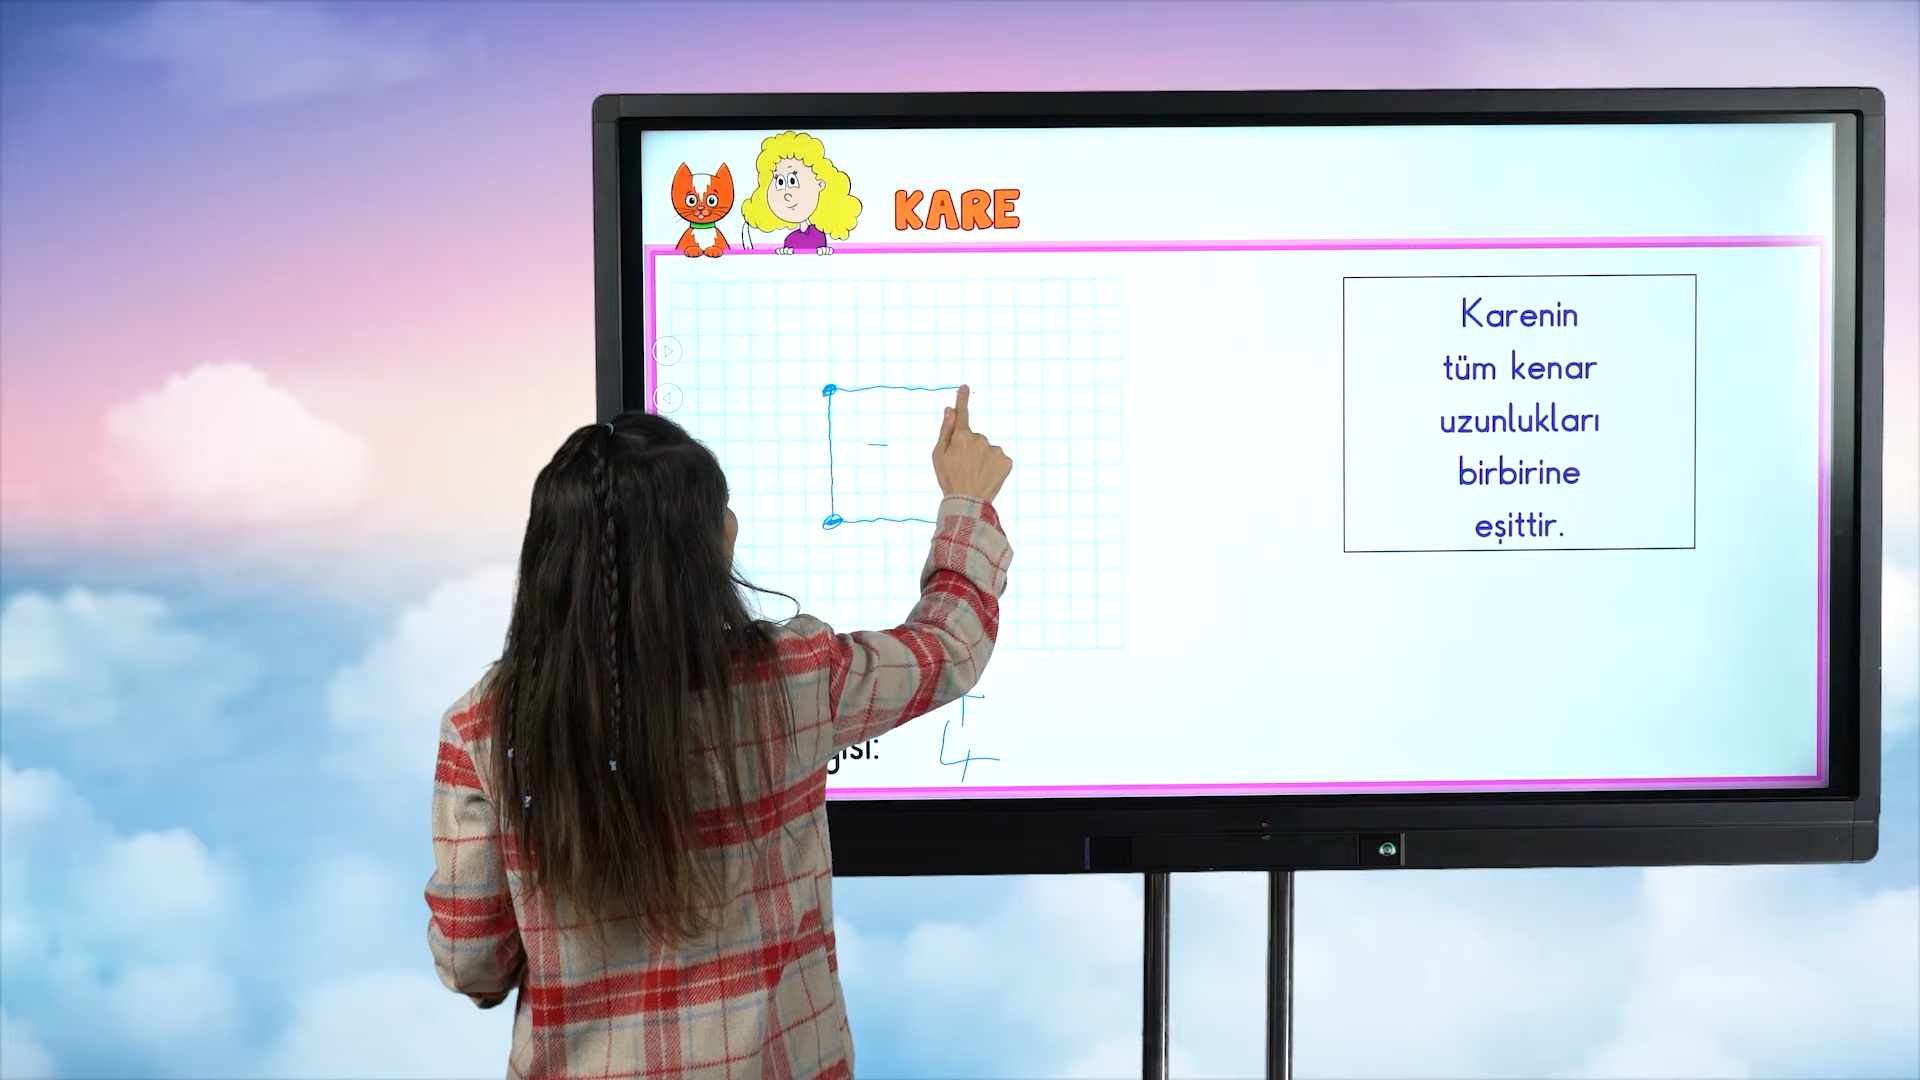 KARE
Karenin
tüm kenar
uzunlukları
birbirine
eşittir.
4